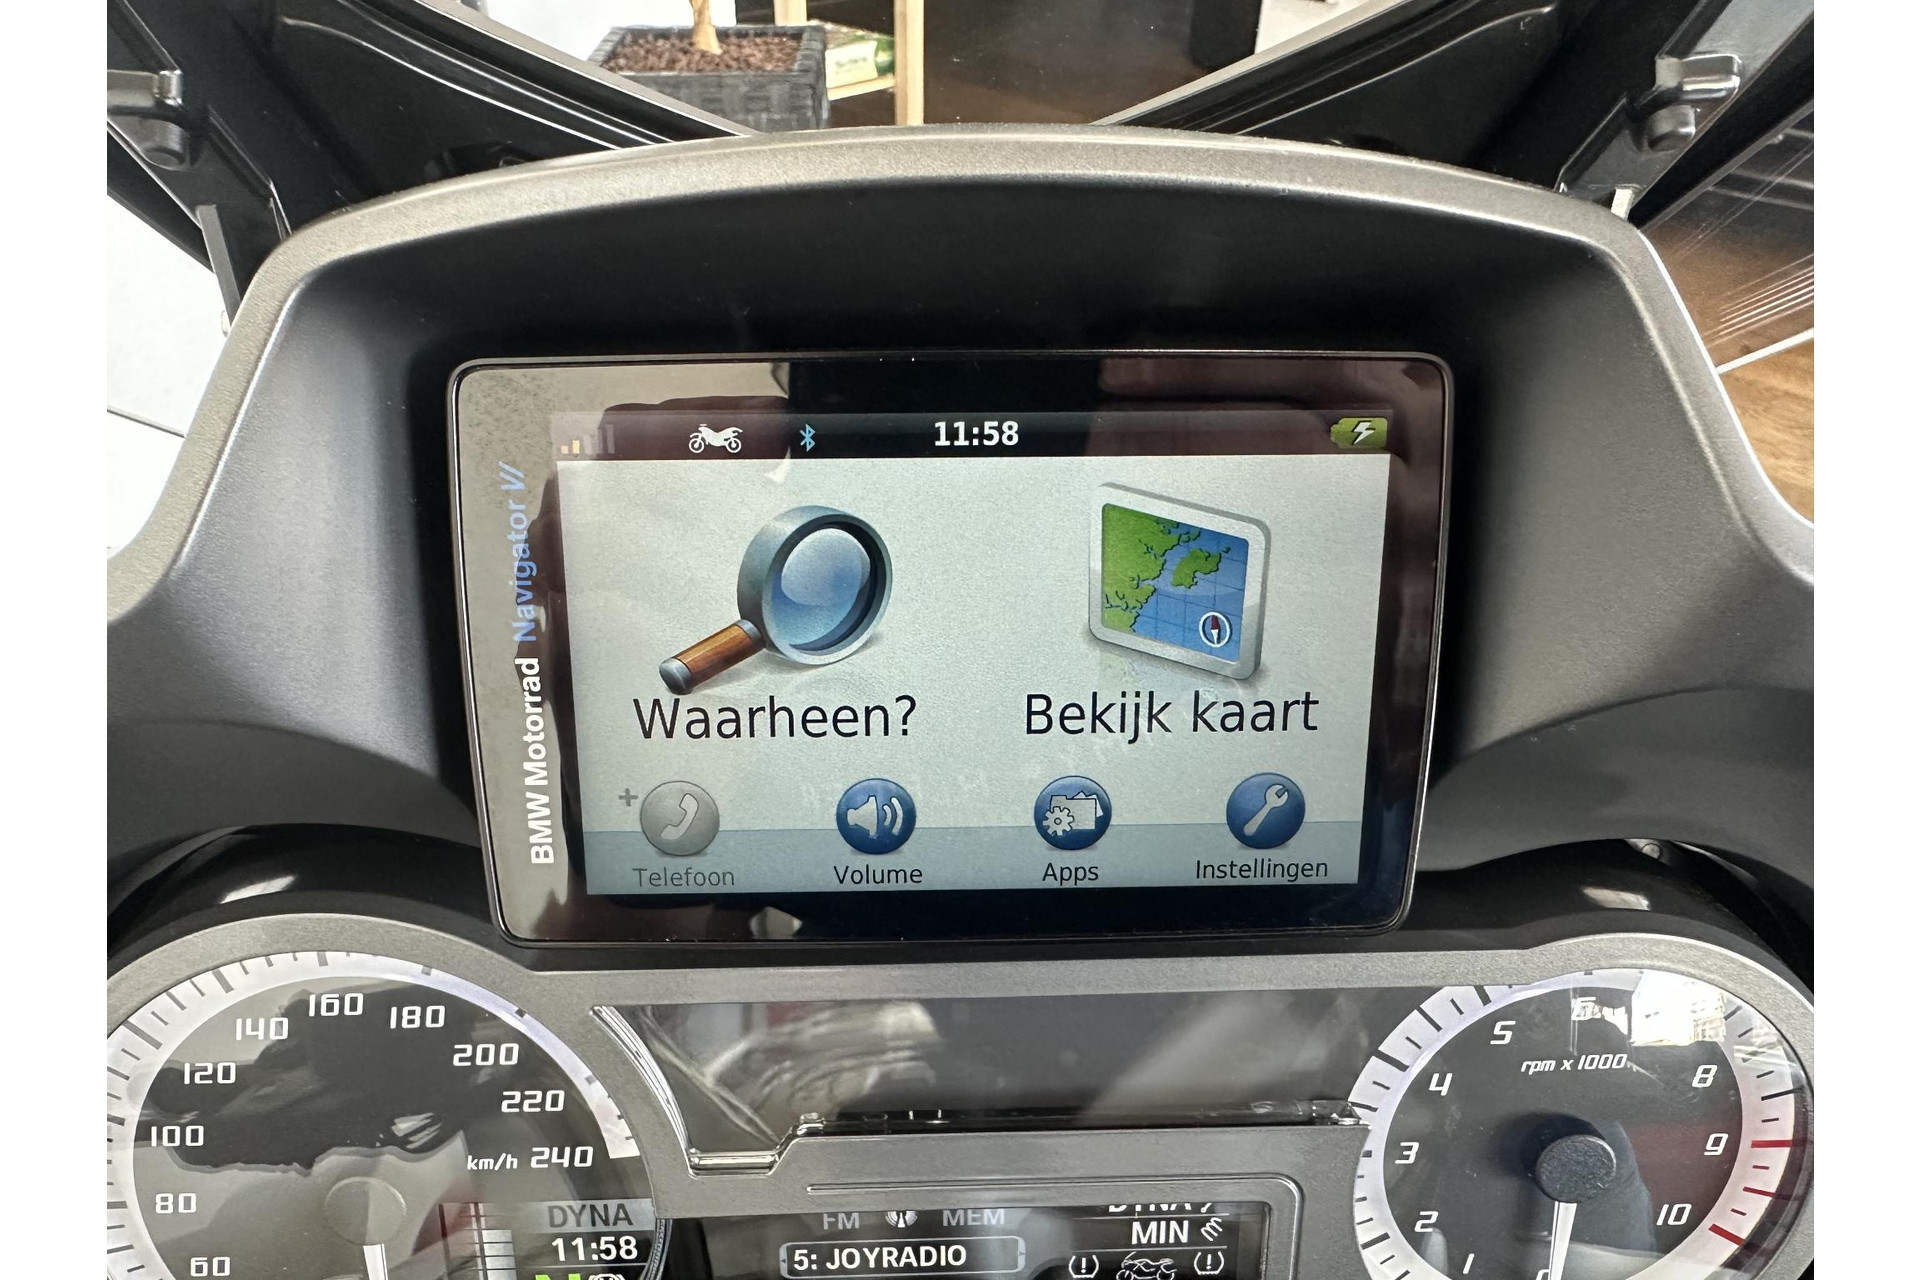 11:58
BMW Motorrad Navigator VI
Waarheen?
Bekijk kaart
Telefoon
Volume
Apps
Instellingen
60
80
100
120
140
160
180
200
220
km/h 240
DYNA
11:58
FM MEM
5: JOYRADIO
MIN
rpm x 1000
1
2
3
4
5
8
9
10